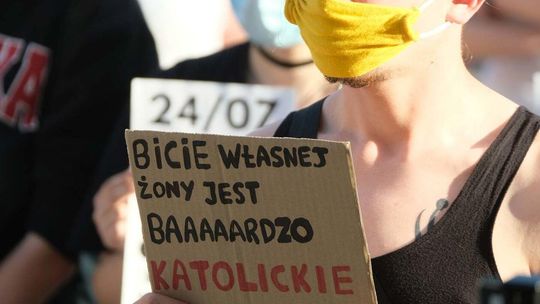 24/07
BICIE WŁASNEJ
ŻONY JEST
BAAAAARDZO
KATOLICKIE